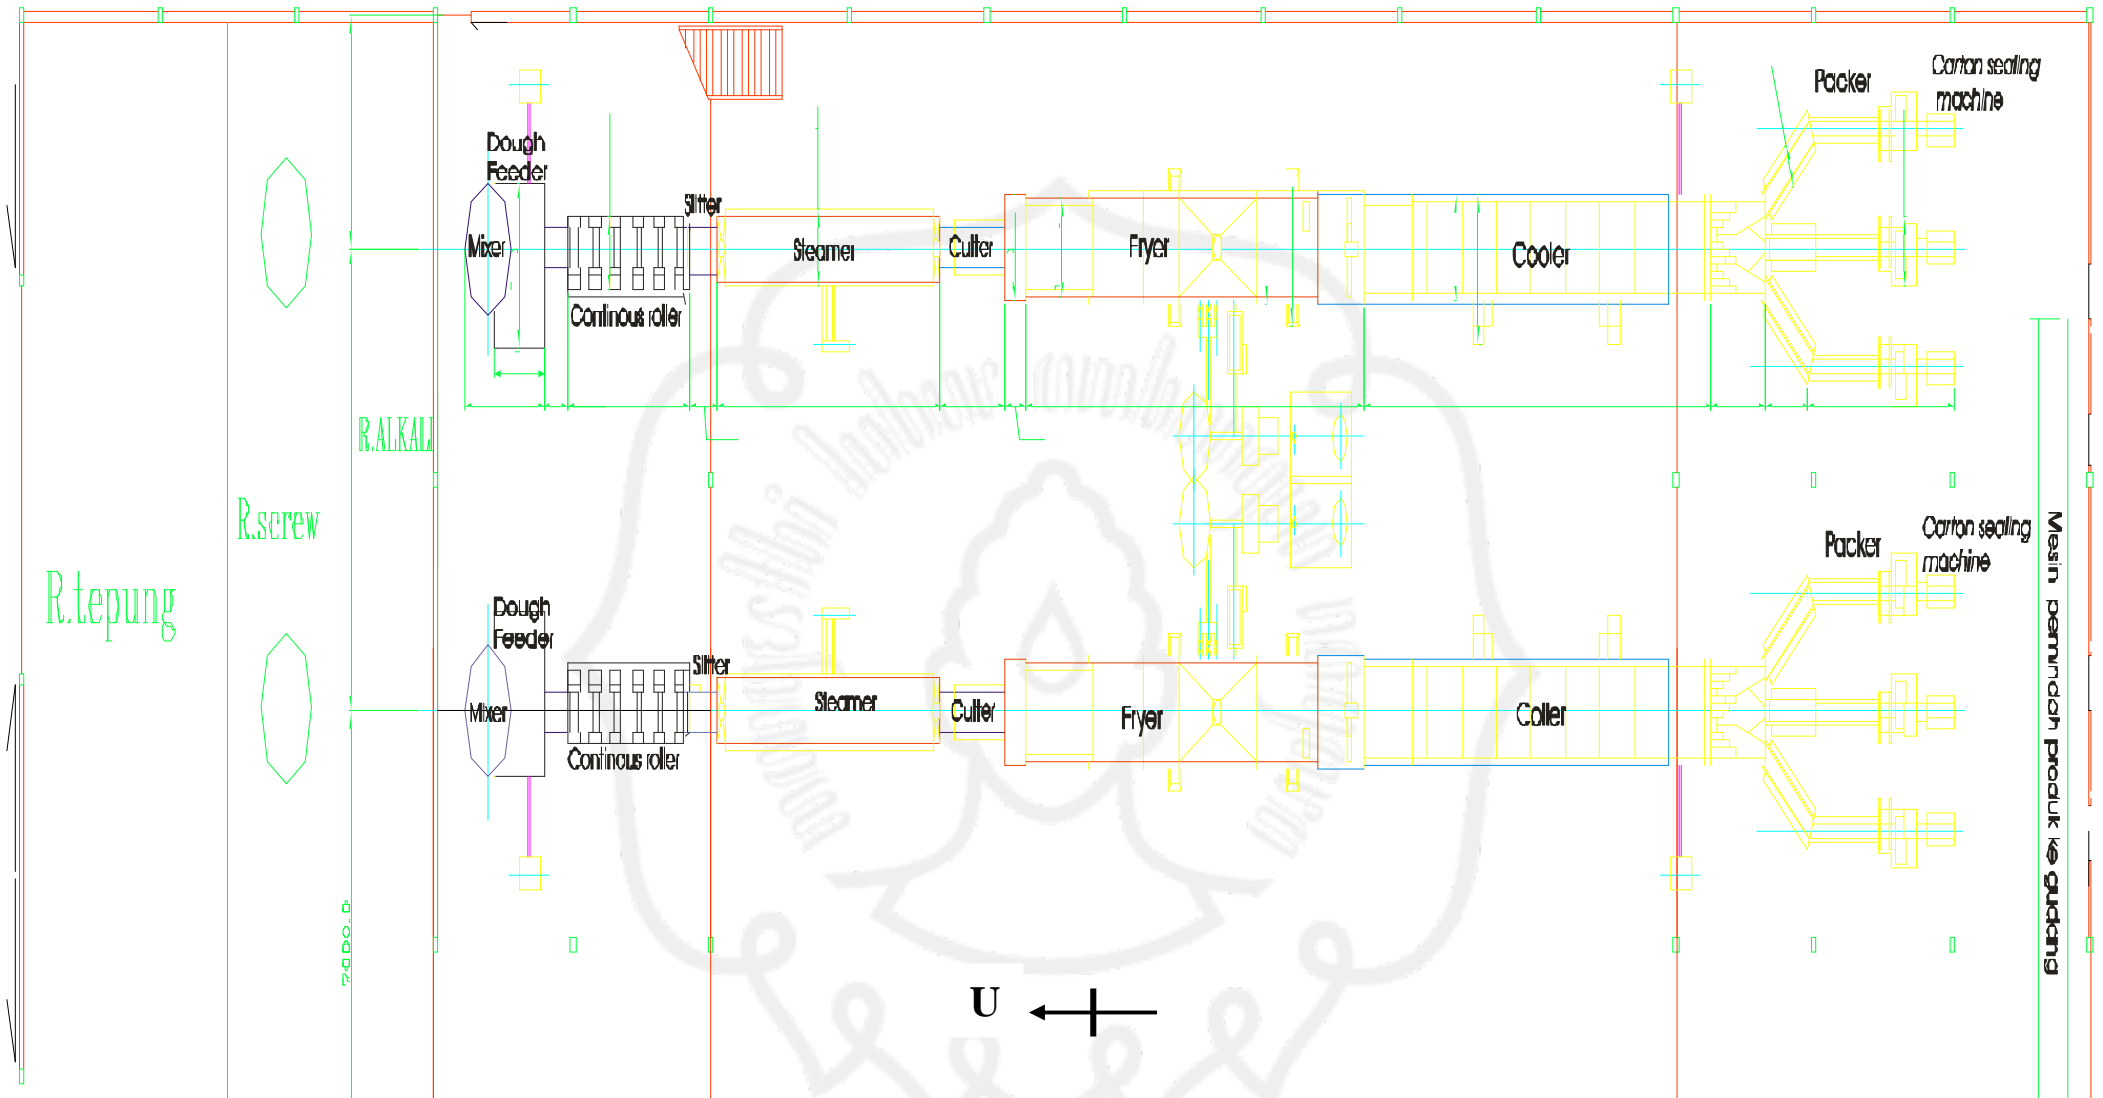 Carton sealing
machine
Packer
Dough
Feeder
Slitter
Mixer
Steamer
Cutter
Fryer
Cooler
Continous roller
R.ALKALI
R.screw
R.tepung
Carton sealing
machine
Packer
Dough
Feeder
Slitter
Mixer
Steamer
Cutter
Fryer
Coller
Continous roller
Mesin pemindah produk ke gudang
U